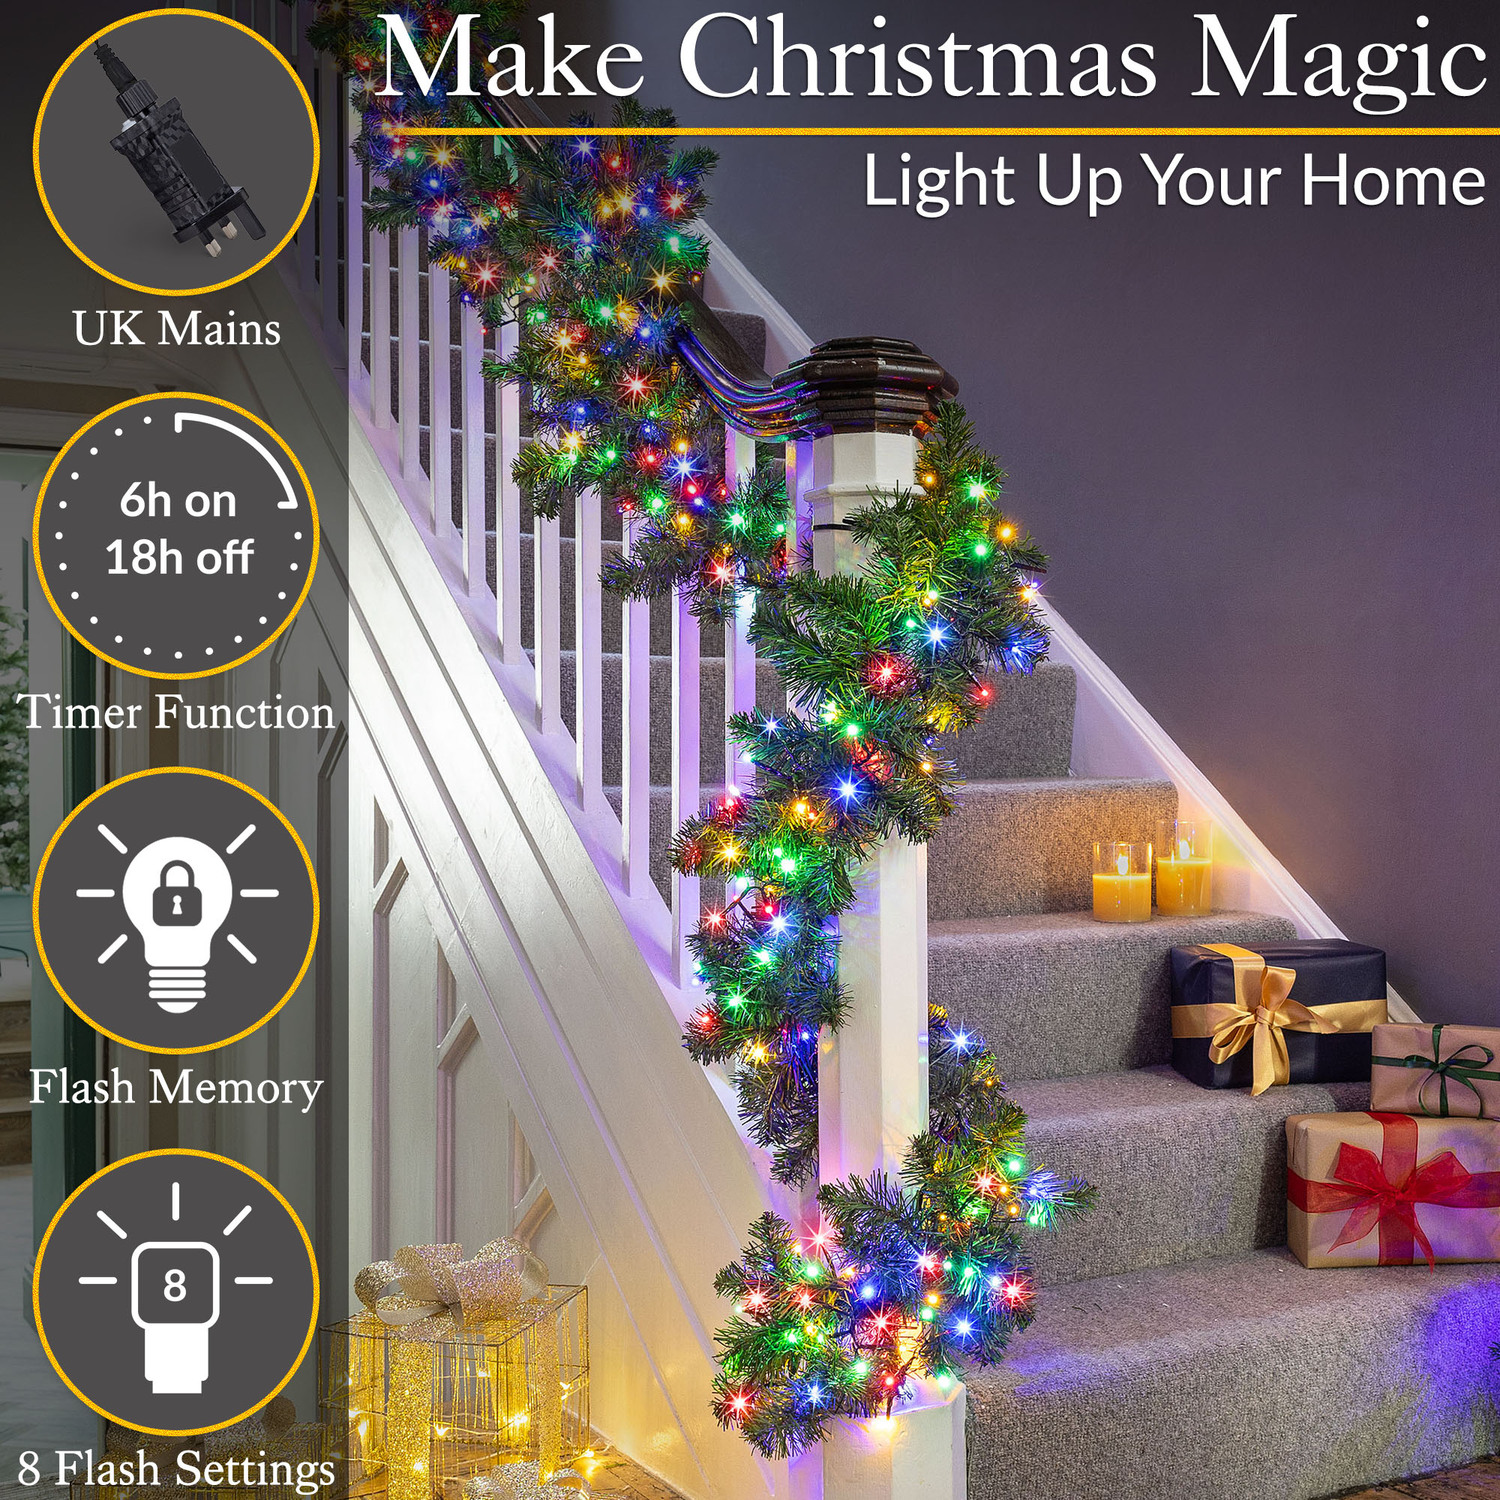 Make Christmas Magic
Light Up Your Home
UK Mains
6h on
18h off
Timer Function
Flash Memory
8
8 Flash Settings